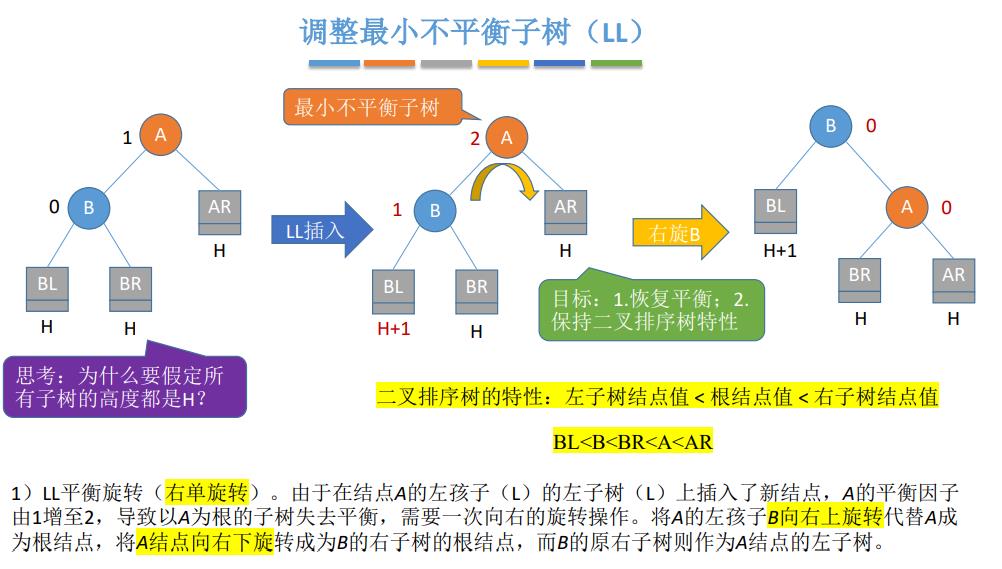 调整最小不平衡子树（LL）
1
A
0
B
AR
H
BL
BR
H
H
思考：为什么要假定所
有子树的高度都是H？
LL插入
最小不平衡子树
2
A
1
B
AR
H
BL
BR
H+1
H
目标：1.恢复平衡；2.
保持二叉排序树特性
右旋B
B
0
BL
H+1
A
0
BR
AR
H
H
二叉排序树的特性：左子树结点值 < 根结点值 < 右子树结点值
BL<B<BR<A<AR
1）LL平衡旋转（右单旋转）。由于在结点A的左孩子（L）的左子树（L）上插入了新结点，A的平衡因子
由1增至2，导致以A为根的子树失去平衡，需要一次向右的旋转操作。将A的左孩子B向右上旋转代替A成
为根结点，将A结点向右下旋转成为B的右子树的根结点，而B的原右子树则作为A结点的左子树。